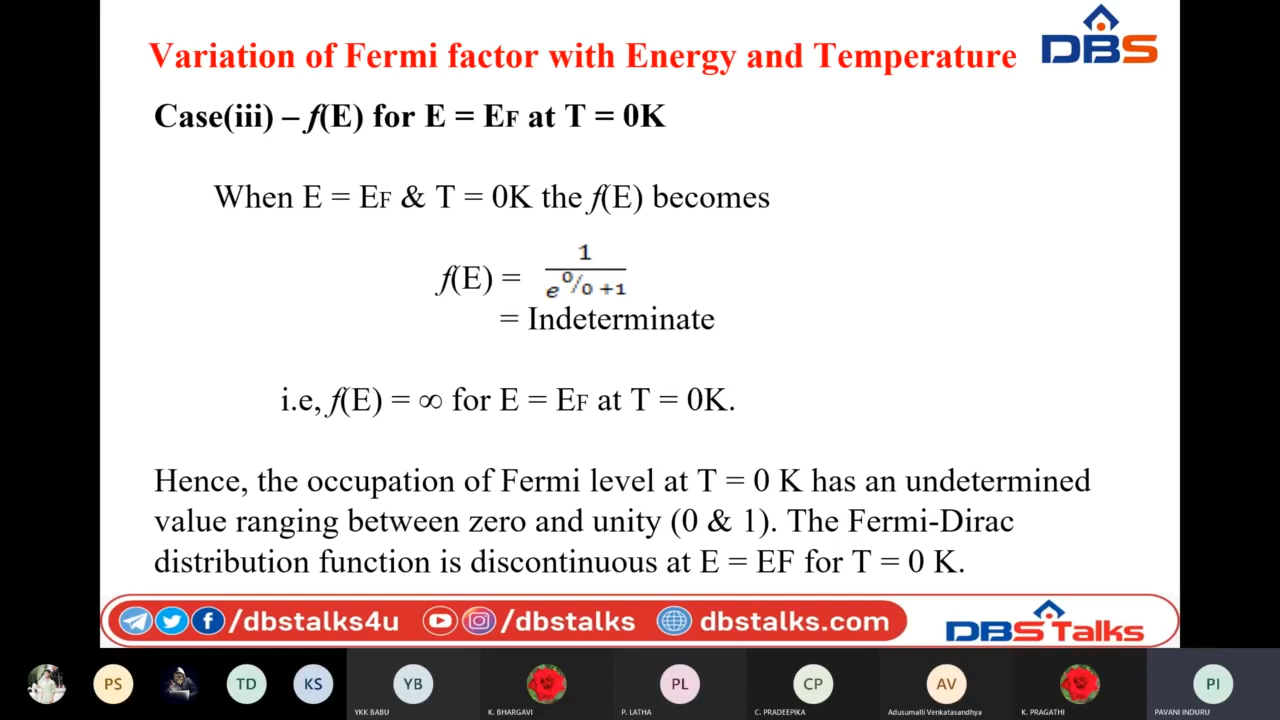 DBS
Variation of Fermi factor with Energy and Temperature
Case(iii) – f(E) for E = EF at T = 0K
When E = EF & T = 0K the f(E) becomes
f(E) = 1 / e^0/0 +1
= Indeterminate
i.e, f(E) = ∞ for E = EF at T = 0K.
Hence, the occupation of Fermi level at T = 0 K has an undetermined
value ranging between zero and unity (0 & 1). The Fermi-Dirac
distribution function is discontinuous at E = EF for T = 0 K.
/dbstalks4u /dbstalks dbstalks.com
DBS Talks
PS TD KS YB PL CP AV PI
YKK BABU K. BHARGAVI P. LATHA C. PRADEEPIKA Adusumalli Venkatasandhya K. PRAGATHI PAVANI INDURU